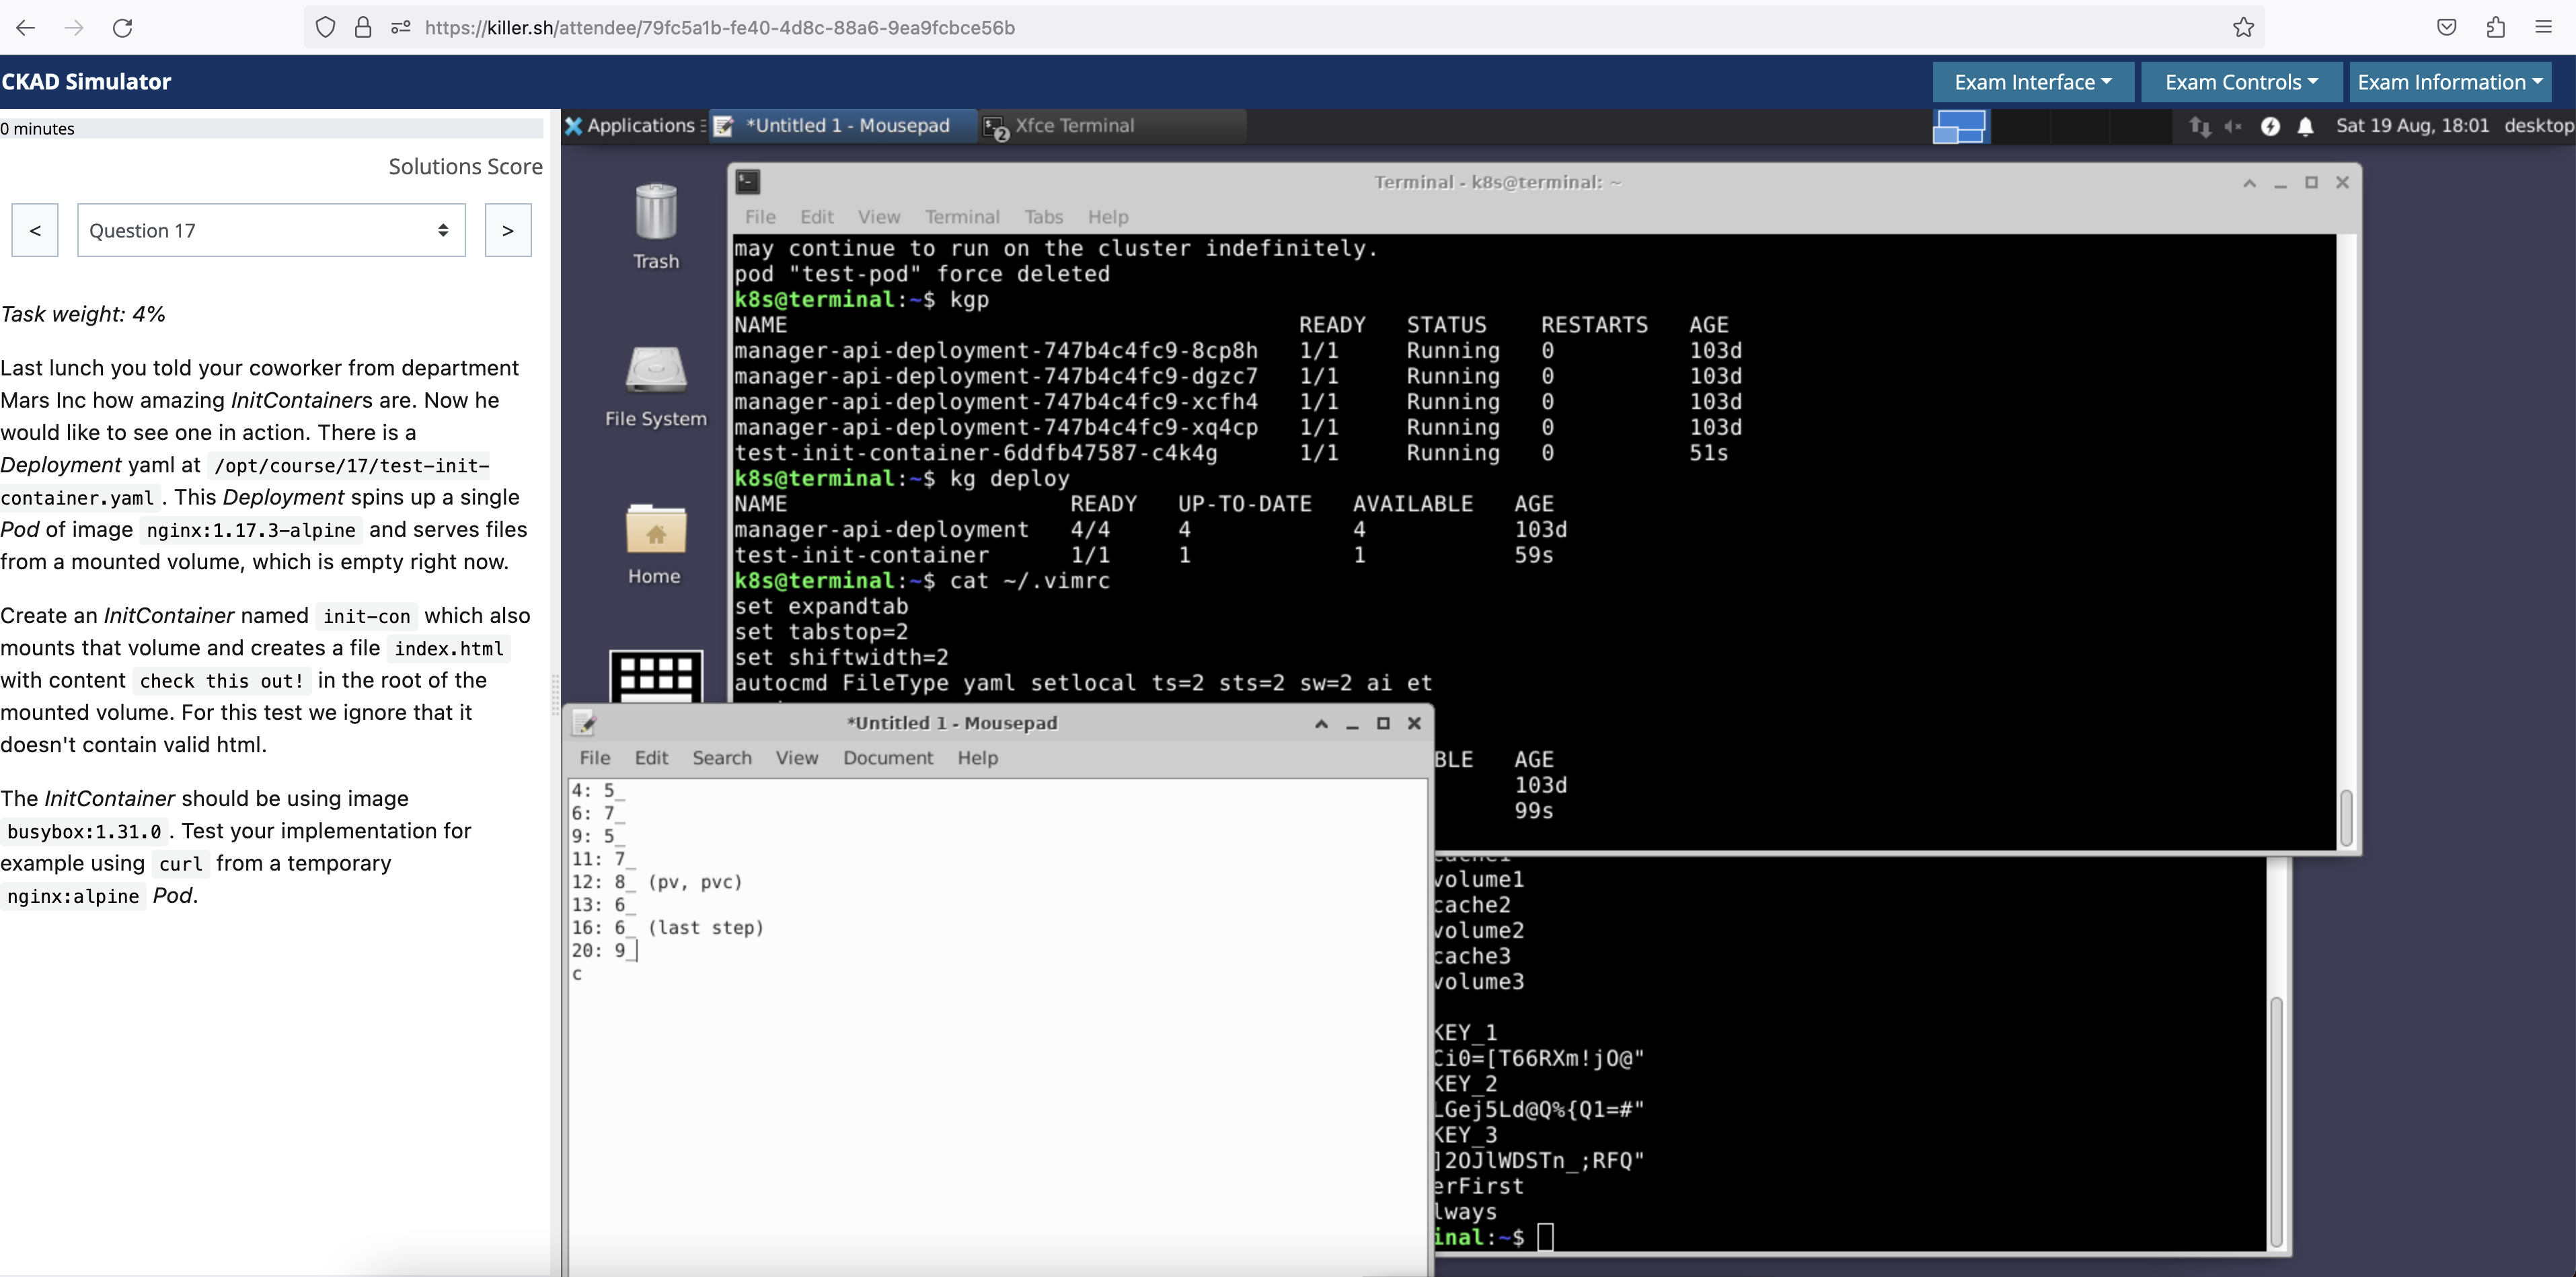 https://killer.sh/attendee/79fc5a1b-fe40-4d8c-88a6-9ea9fcbce56b
CKAD Simulator
Exam Interface
Exam Controls
Exam Information
0 minutes
Solutions Score
<
Question 17
>
Task weight: 4%
Last lunch you told your coworker from department
Mars Inc how amazing InitContainers are. Now he
would like to see one in action. There is a
Deployment yaml at /opt/course/17/test-init-
container.yaml . This Deployment spins up a single
Pod of image nginx:1.17.3-alpine and serves files
from a mounted volume, which is empty right now.
Create an InitContainer named init-con which also
mounts that volume and creates a file index.html
with content check this out! in the root of the
mounted volume. For this test we ignore that it
doesn't contain valid html.
The InitContainer should be using image
busybox:1.31.0 . Test your implementation for
example using curl from a temporary
nginx:alpine Pod.
Applications
*Untitled 1 - Mousepad
2
Xfce Terminal
Sat 19 Aug, 18:01
desktop
Trash
File System
Home
Terminal - k8s@terminal: ~
File Edit View Terminal Tabs Help
may continue to run on the cluster indefinitely.
pod "test-pod" force deleted
k8s@terminal:~$ kgp
NAME READY STATUS RESTARTS AGE
manager-api-deployment-747b4c4fc9-8cp8h 1/1 Running 0 103d
manager-api-deployment-747b4c4fc9-dgzc7 1/1 Running 0 103d
manager-api-deployment-747b4c4fc9-xcfh4 1/1 Running 0 103d
manager-api-deployment-747b4c4fc9-xq4cp 1/1 Running 0 103d
test-init-container-6ddfb47587-c4k4g 1/1 Running 0 51s
k8s@terminal:~$ kg deploy
NAME READY UP-TO-DATE AVAILABLE AGE
manager-api-deployment 4/4 4 4 103d
test-init-container 1/1 1 1 59s
k8s@terminal:~$ cat ~/.vimrc
set expandtab
set tabstop=2
set shiftwidth=2
autocmd FileType yaml setlocal ts=2 sts=2 sw=2 ai et
BLE AGE
103d
99s
*Untitled 1 - Mousepad
File Edit Search View Document Help
4: 5_
6: 7_
9: 5_
11: 7_
12: 8_ (pv, pvc)
13: 6_
16: 6_ (last step)
20: 9_
c
volume1
cache2
volume2
cache3
volume3
KEY_1
Ci0=[T66RXm!jO@"
KEY_2
LGej5Ld@Q%{Q1=#"
KEY_3
]2OJlWDSTn_;RFQ"
erFirst
lways
inal:~$